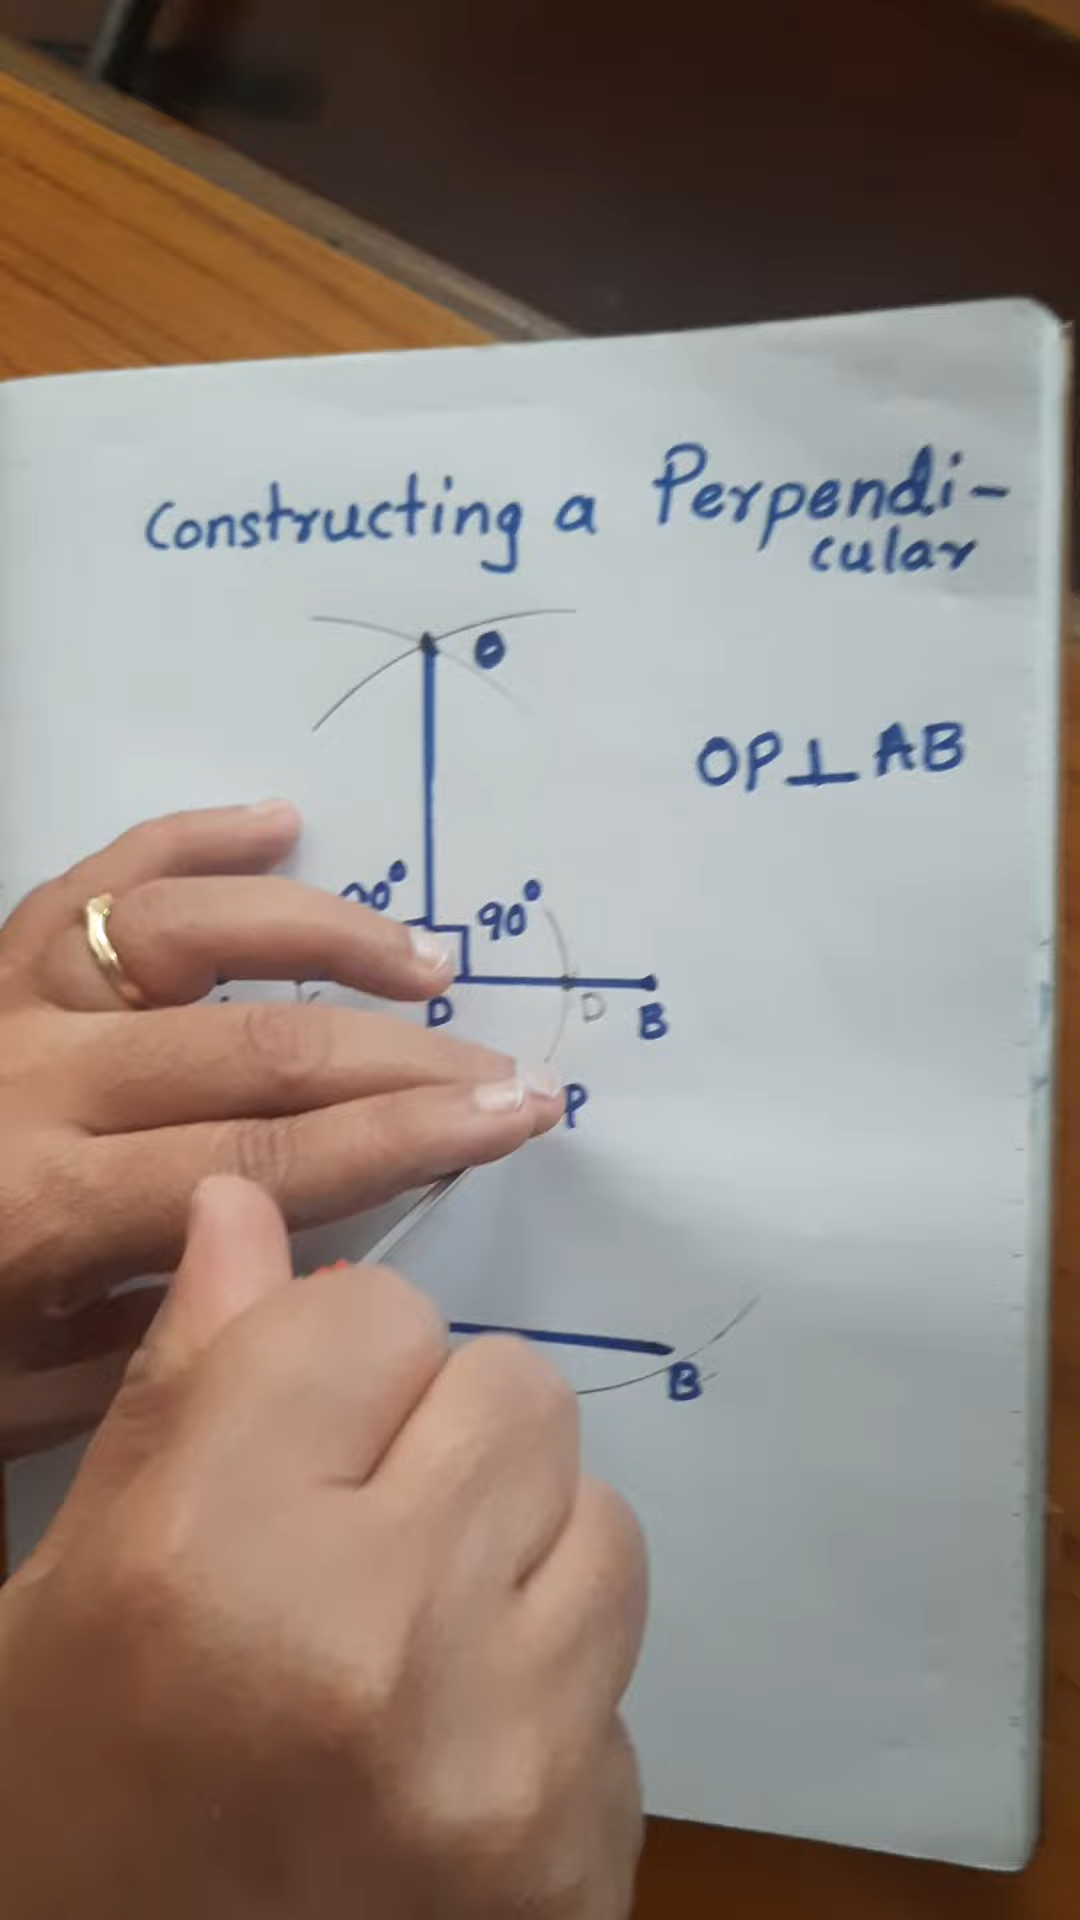 Constructing a Perpendi-
cular
O
OP⊥AB
90°
D
D
B
P
B